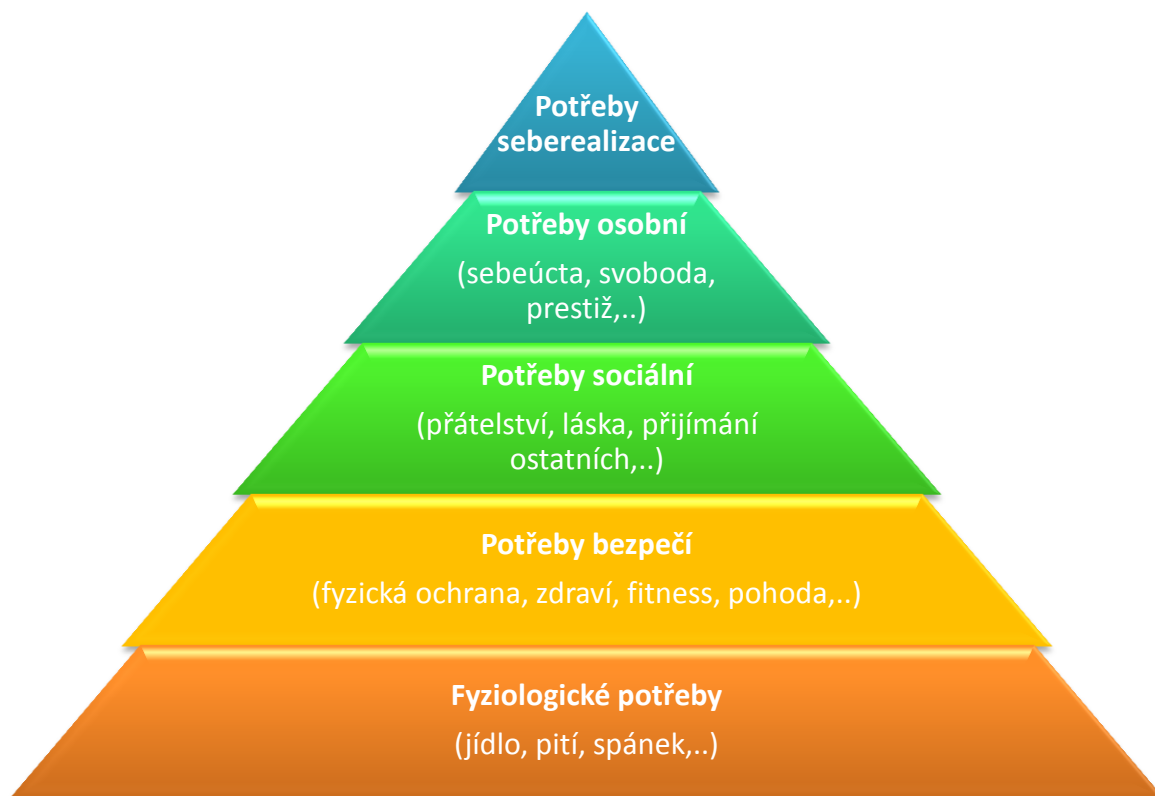 Potřeby
seberealizace
Potřeby osobní
(sebeúcta, svoboda,
prestiž,..)
Potřeby sociální
(přátelství, láska, přijímání
ostatních,..)
Potřeby bezpečí
(fyzická ochrana, zdraví, fitness, pohoda,..)
Fyziologické potřeby
(jídlo, pití, spánek,..)